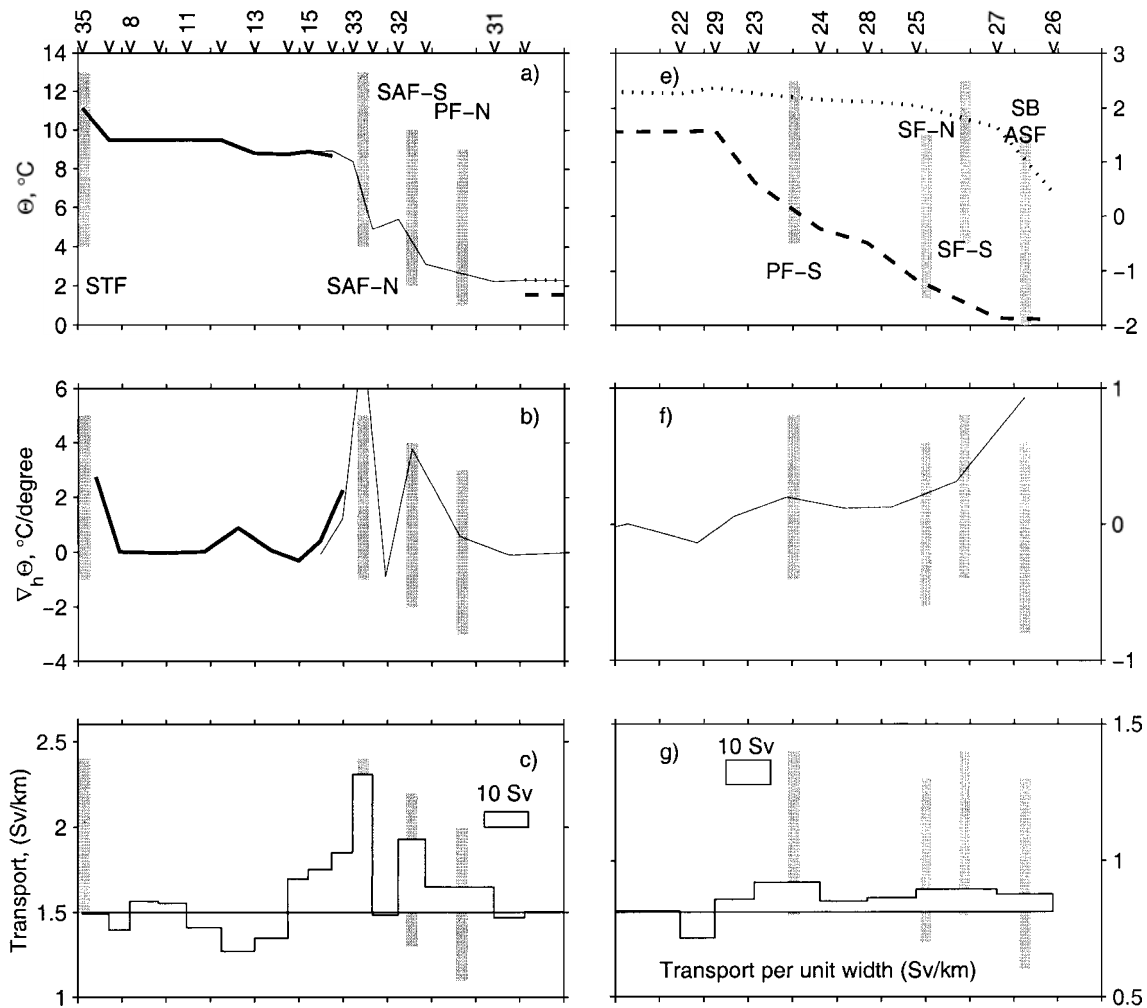 35 8 11 13 15 33 32 31
22 29 23 24 28 25 27 26
14
12
10
8
6
4
2
0
Θ, °C
a)
SAF−S
PF−N
STF
SAF−N
3
2
1
0
−1
−2
e)
SB
SF−N
ASF
SF−S
PF−S
6
4
2
0
−2
−4
∇hΘ, °C/degree
b)
1
0
−1
f)
2.5
2
1.5
1
Transport, (Sv/km)
c)
10 Sv
1.5
1
0.5
g)
10 Sv
Transport per unit width (Sv/km)